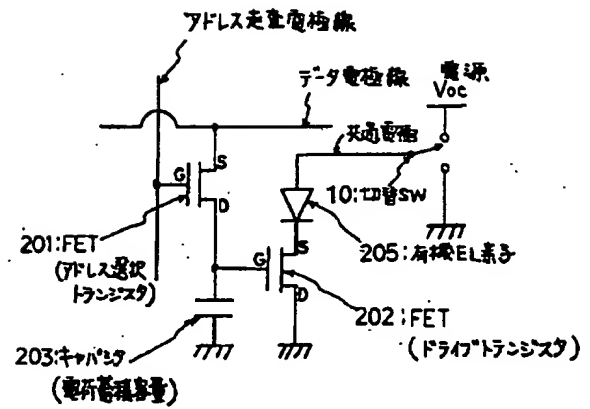 アドレス走査電極線
データ電極線
電源
Voc
共通電極
10:切替SW
G
S
D
201:FET
(アドレス選択
トランジスタ)
205:有機EL素子
G
S
D
202:FET
(ドライブトランジスタ)
203:キャパシタ
(電荷蓄積容量)